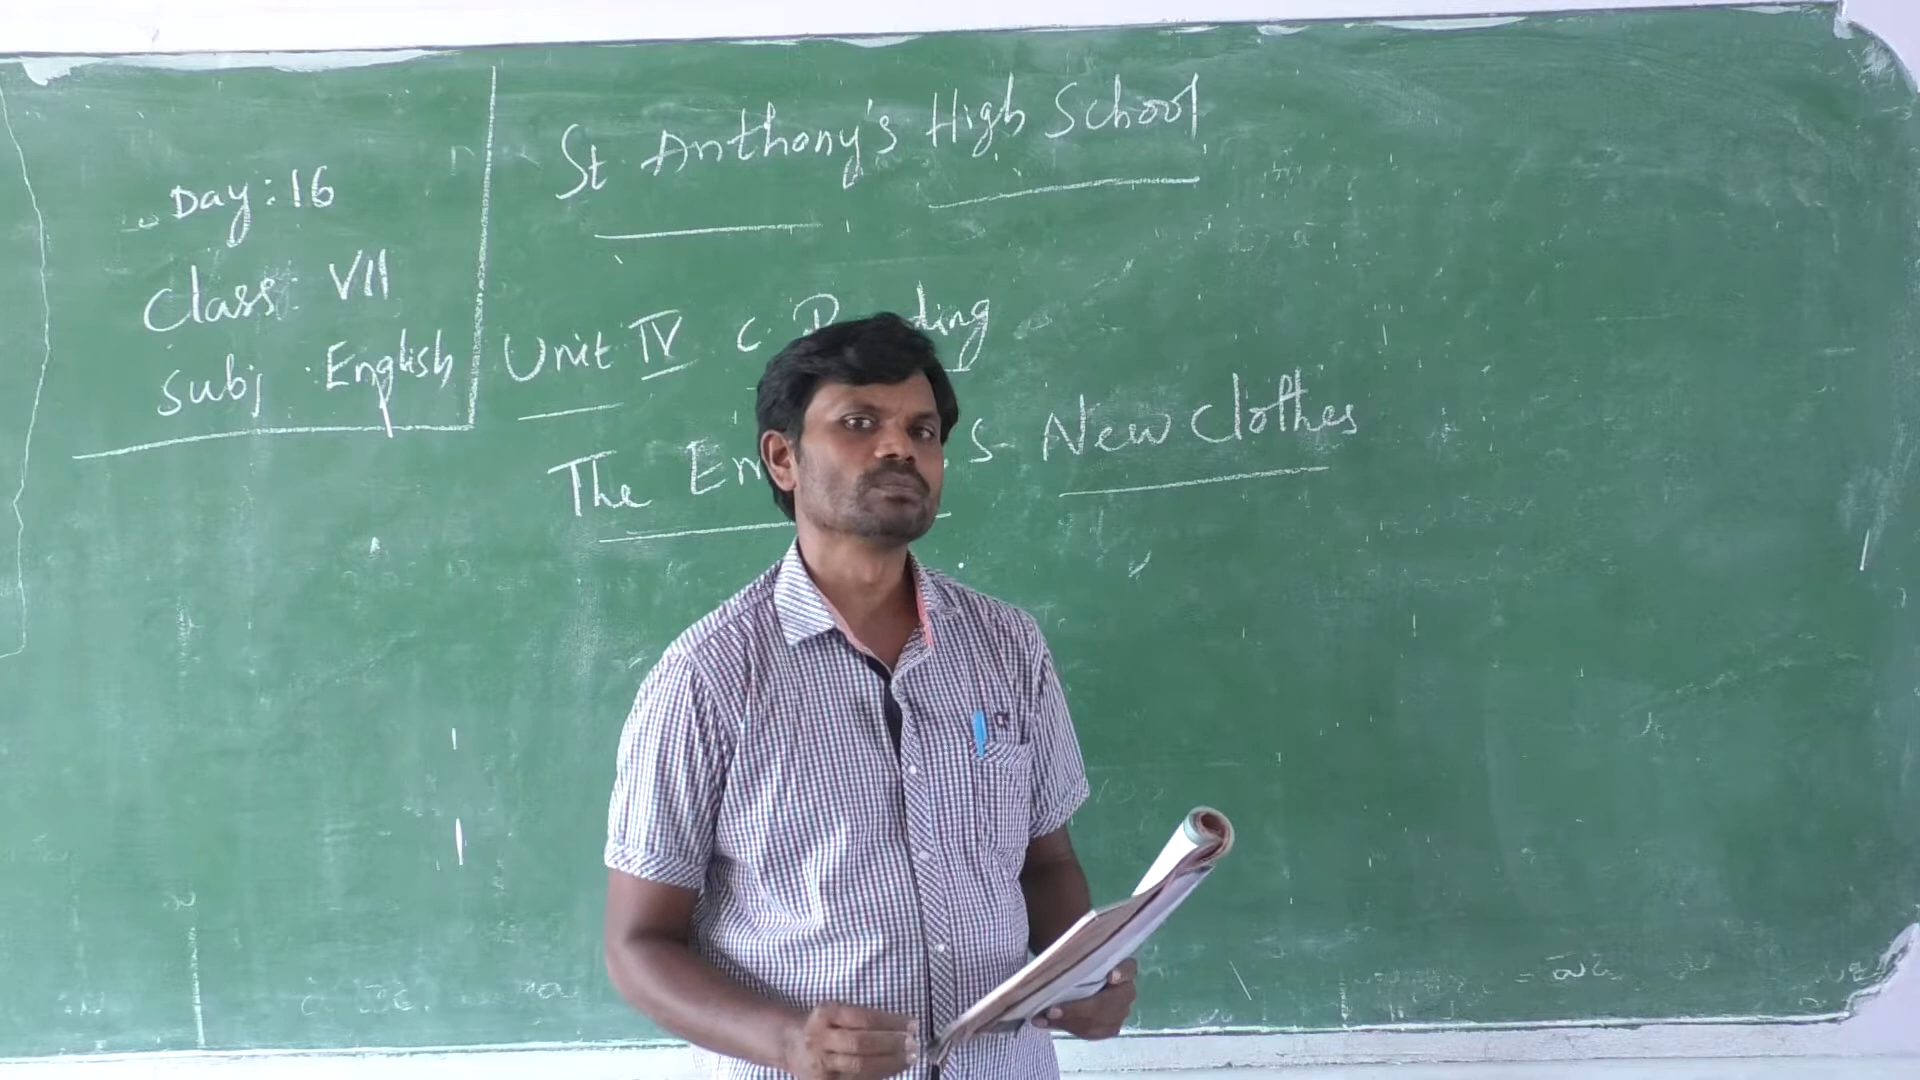 Day: 16
Class: VII
Subj: English
St Anthony's High School
Unit IV C
The New Clothes